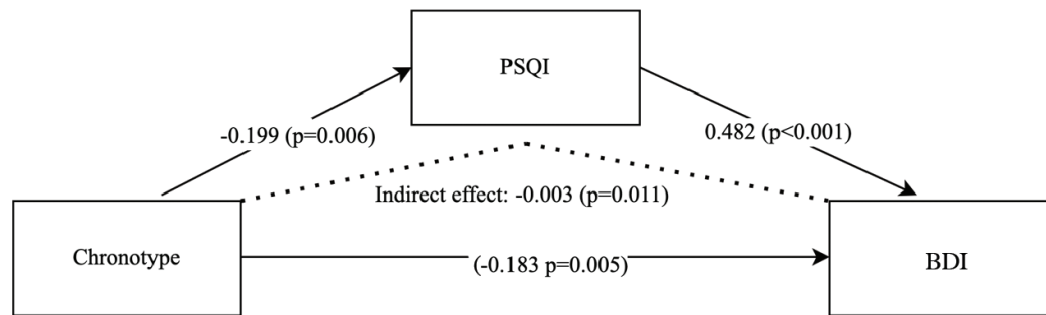 PSQI
-0.199 (p=0.006)
0.482 (p<0.001)
Indirect effect: -0.003 (p=0.011)
Chronotype
(-0.183 p=0.005)
BDI